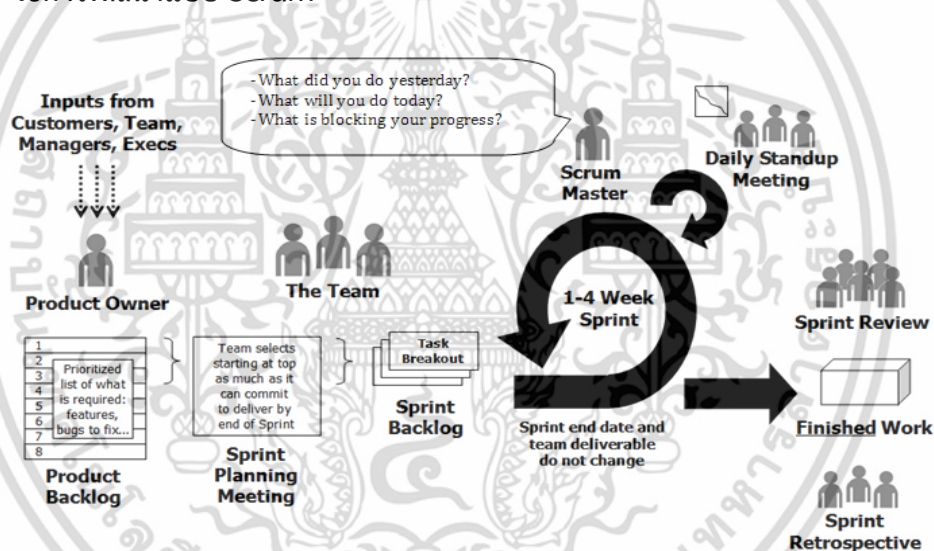 Scrum
- What did you do yesterday?
- What will you do today?
- What is blocking your progress?
Inputs from
Customers, Team,
Managers, Execs
Scrum
Master
Daily Standup
Meeting
Product Owner
The Team
1-4 Week
Sprint
Sprint Review
1
2
3
4
5
6
7
8
Prioritized
list of what
is required:
features,
bugs to fix...
Product
Backlog
Team selects
starting at top
as much as it
can commit
to deliver by
end of Sprint
Sprint
Planning
Meeting
Task
Breakout
Sprint
Backlog
Sprint end date and
team deliverable
do not change
Finished Work
Sprint
Retrospective